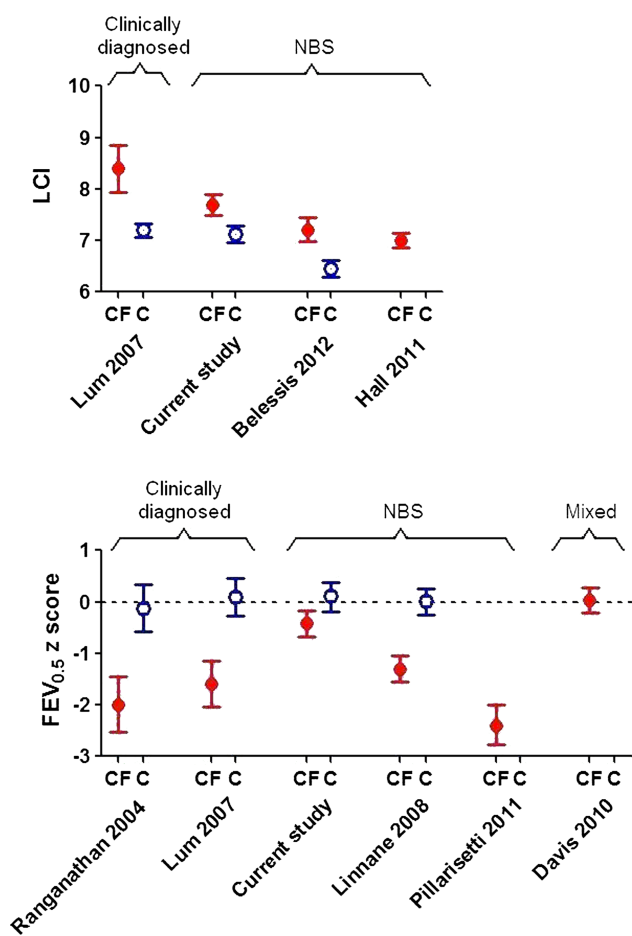 Clinically
diagnosed
NBS
10
9
8
7
6
LCI
CF C CF C CF C CF C
Lum 2007
Current study
Belessis 2012
Hall 2011
Clinically
diagnosed
NBS
Mixed
1
0
-1
-2
-3
FEV0.5 z score
CF C CF C CF C CF C CF C CF C
Ranganathan 2004
Lum 2007
Current study
Linnane 2008
Pillarisetti 2011
Davis 2010